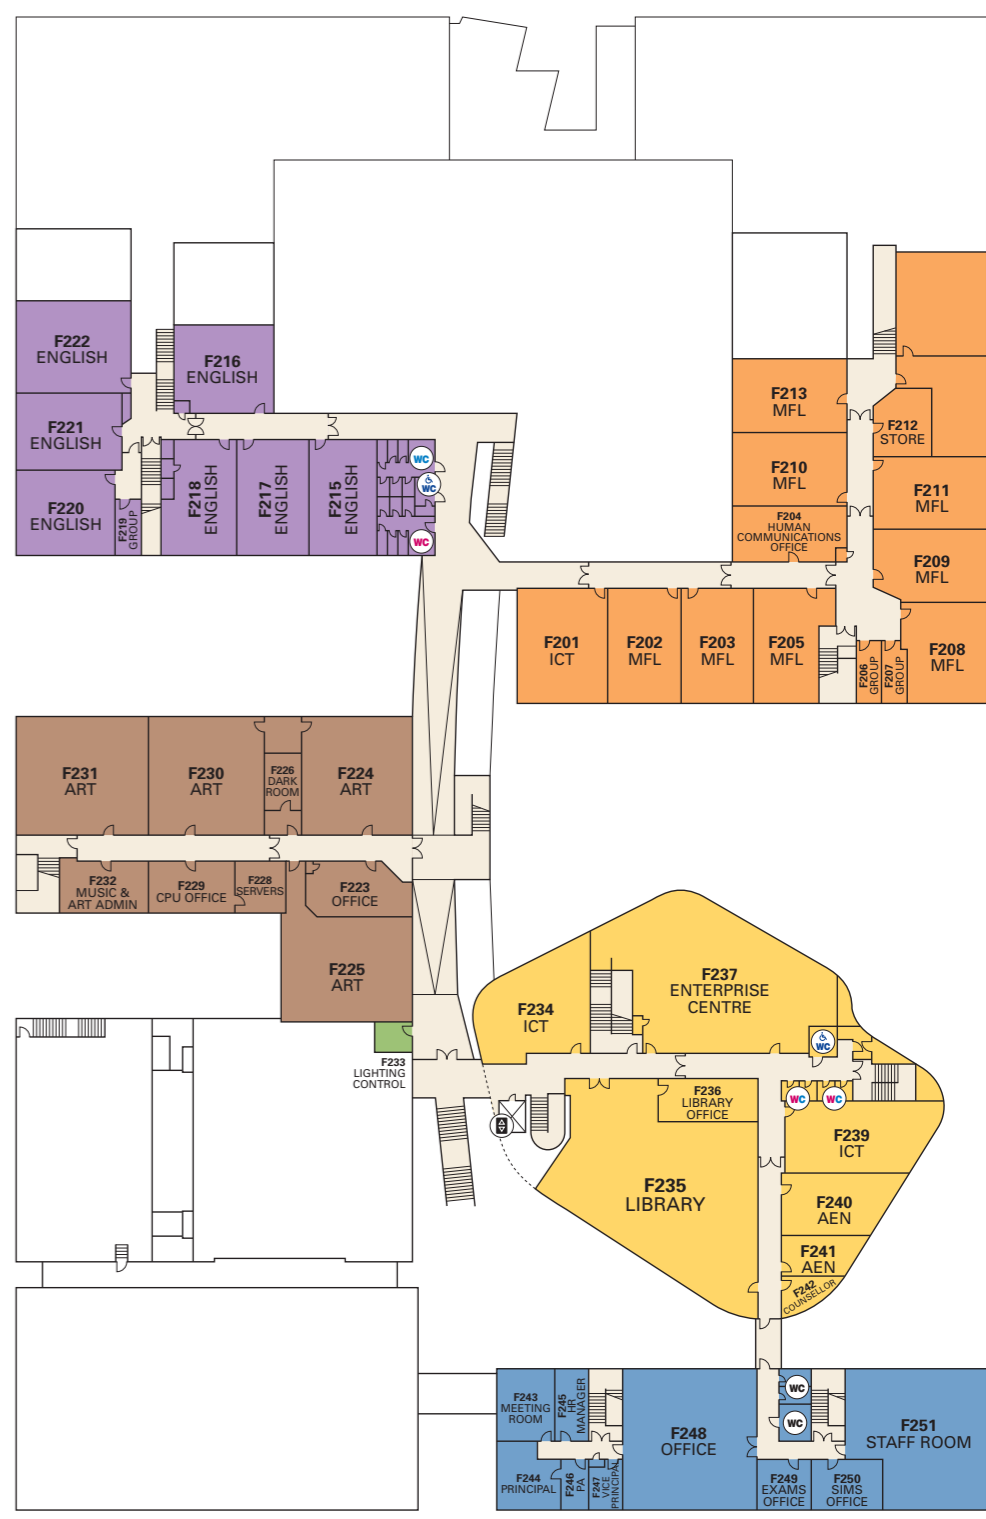 F222
ENGLISH
F216
ENGLISH
F221
ENGLISH
F220
ENGLISH
F219
GROUP
F218
ENGLISH
F217
ENGLISH
F215
ENGLISH
WC
WC
WC
F213
MFL
F212
STORE
F210
MFL
F211
MFL
F204
HUMAN
COMMUNICATIONS
OFFICE
F209
MFL
F201
ICT
F202
MFL
F203
MFL
F205
MFL
F206
GROUP
F207
GROUP
F208
MFL
F231
ART
F230
ART
F226
DARK
ROOM
F224
ART
F232
MUSIC &
ART ADMIN
F229
CPU OFFICE
F228
SERVERS
F223
OFFICE
F225
ART
F233
LIGHTING
CONTROL
F234
ICT
F237
ENTERPRISE
CENTRE
WC
F236
LIBRARY
OFFICE
WC
WC
F239
ICT
F235
LIBRARY
F240
AEN
F241
AEN
F242
COUNSELLOR
F243
MEETING
ROOM
F245
HR
MANAGER
WC
WC
F248
OFFICE
F251
STAFF ROOM
F244
PRINCIPAL
F246
PA
F247
VICE
PRINCIPAL
F249
EXAMS
OFFICE
F250
SIMS
OFFICE